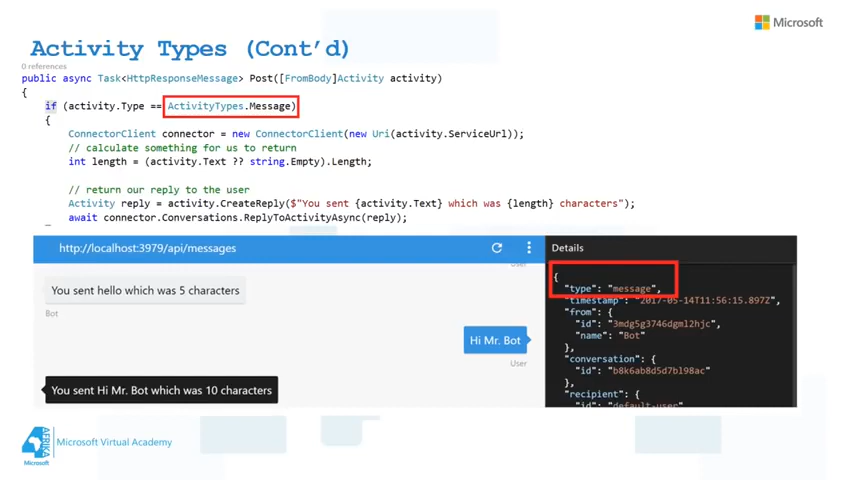 Microsoft
Activity Types (Cont’d)
0 references
public async Task<HttpResponseMessage> Post([FromBody]Activity activity)
{
if (activity.Type == ActivityTypes.Message)
{
ConnectorClient connector = new ConnectorClient(new Uri(activity.ServiceUrl));
// calculate something for us to return
int length = (activity.Text ?? string.Empty).Length;
// return our reply to the user
Activity reply = activity.CreateReply($"You sent {activity.Text} which was {length} characters");
await connector.Conversations.ReplyToActivityAsync(reply);
http://localhost:3979/api/messages
Details
User
You sent hello which was 5 characters
Bot
Hi Mr. Bot
User
You sent Hi Mr. Bot which was 10 characters
{
"type": "message",
"timestamp": "2017-05-14T11:56:15.897Z",
"from": {
"id": "3mdg5g3746dgml2hjc",
"name": "Bot"
},
"conversation": {
"id": "b8k6ab8d5d7bl98ac"
},
"recipient": {
"id": "default-user"
4AFRIKA
Microsoft
Microsoft Virtual Academy